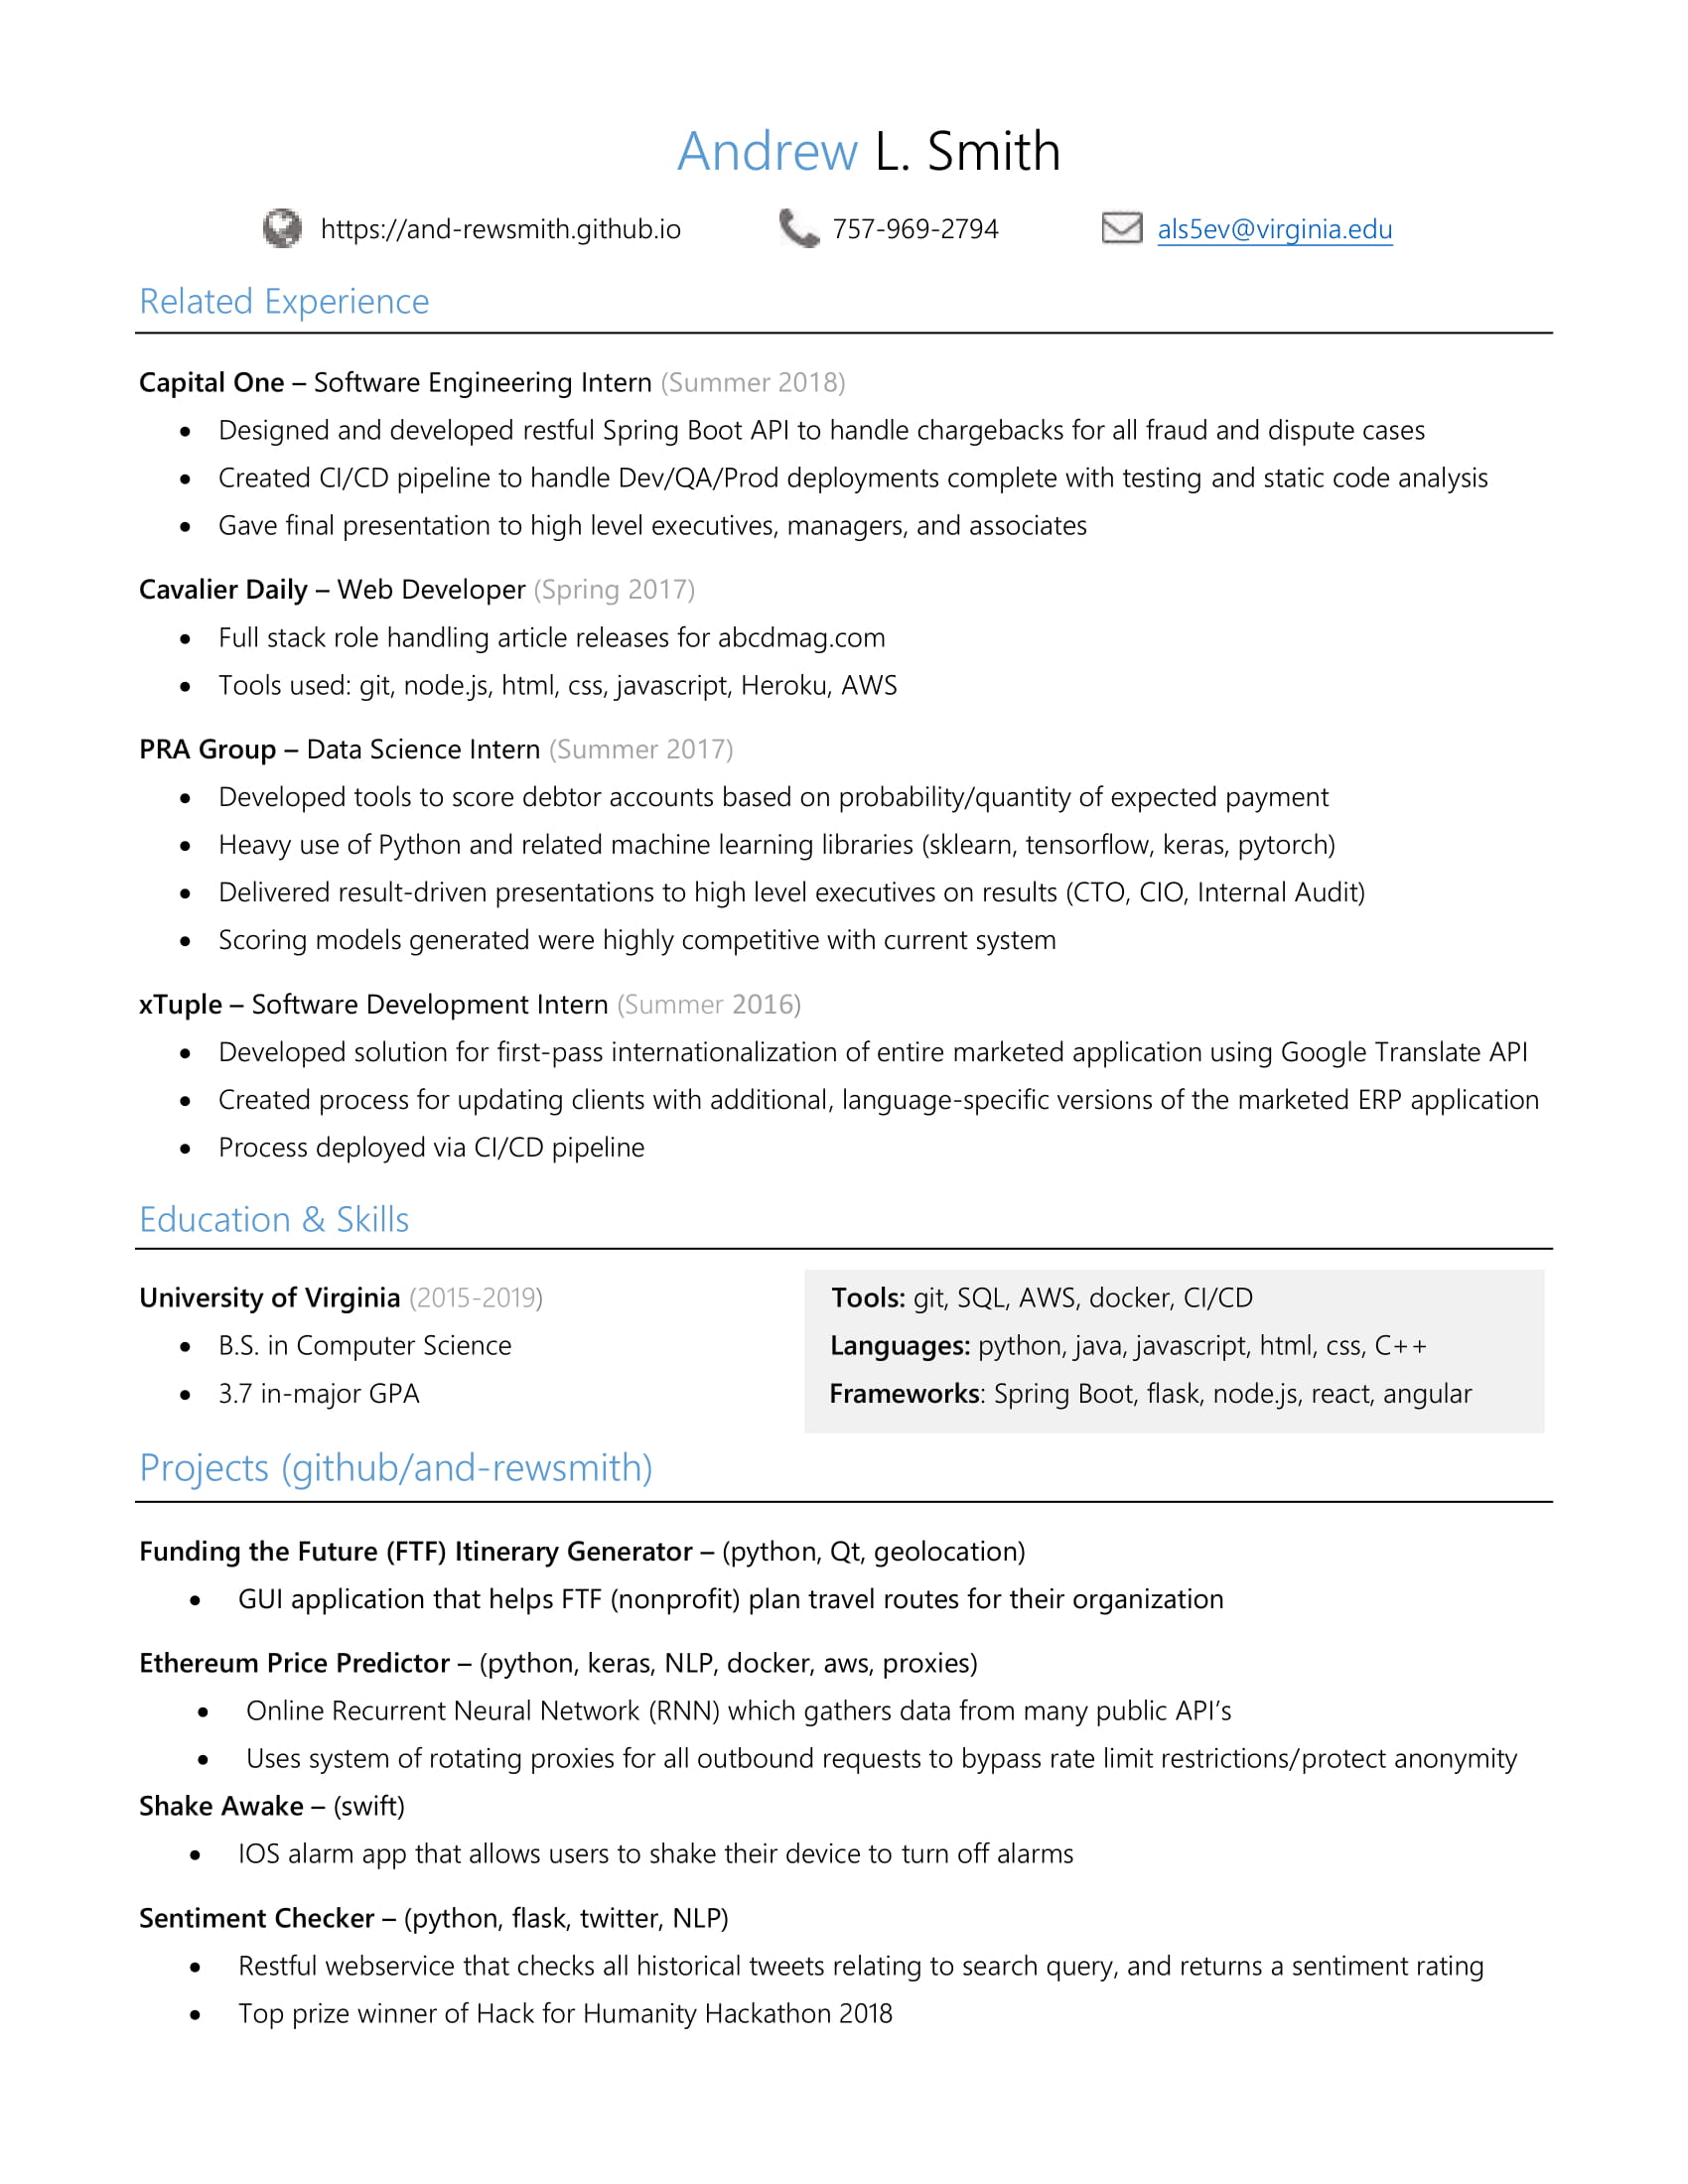 Andrew L. Smith
https://and-rewsmith.github.io 757-969-2794 als5ev@virginia.edu
Related Experience
Capital One – Software Engineering Intern (Summer 2018)
• Designed and developed restful Spring Boot API to handle chargebacks for all fraud and dispute cases
• Created CI/CD pipeline to handle Dev/QA/Prod deployments complete with testing and static code analysis
• Gave final presentation to high level executives, managers, and associates
Cavalier Daily – Web Developer (Spring 2017)
• Full stack role handling article releases for abcdmag.com
• Tools used: git, node.js, html, css, javascript, Heroku, AWS
PRA Group – Data Science Intern (Summer 2017)
• Developed tools to score debtor accounts based on probability/quantity of expected payment
• Heavy use of Python and related machine learning libraries (sklearn, tensorflow, keras, pytorch)
• Delivered result-driven presentations to high level executives on results (CTO, CIO, Internal Audit)
• Scoring models generated were highly competitive with current system
xTuple – Software Development Intern (Summer 2016)
• Developed solution for first-pass internationalization of entire marketed application using Google Translate API
• Created process for updating clients with additional, language-specific versions of the marketed ERP application
• Process deployed via CI/CD pipeline
Education & Skills
University of Virginia (2015-2019)
• B.S. in Computer Science
• 3.7 in-major GPA
Tools: git, SQL, AWS, docker, CI/CD
Languages: python, java, javascript, html, css, C++
Frameworks: Spring Boot, flask, node.js, react, angular
Projects (github/and-rewsmith)
Funding the Future (FTF) Itinerary Generator – (python, Qt, geolocation)
• GUI application that helps FTF (nonprofit) plan travel routes for their organization
Ethereum Price Predictor – (python, keras, NLP, docker, aws, proxies)
• Online Recurrent Neural Network (RNN) which gathers data from many public API’s
• Uses system of rotating proxies for all outbound requests to bypass rate limit restrictions/protect anonymity
Shake Awake – (swift)
• IOS alarm app that allows users to shake their device to turn off alarms
Sentiment Checker – (python, flask, twitter, NLP)
• Restful webservice that checks all historical tweets relating to search query, and returns a sentiment rating
• Top prize winner of Hack for Humanity Hackathon 2018